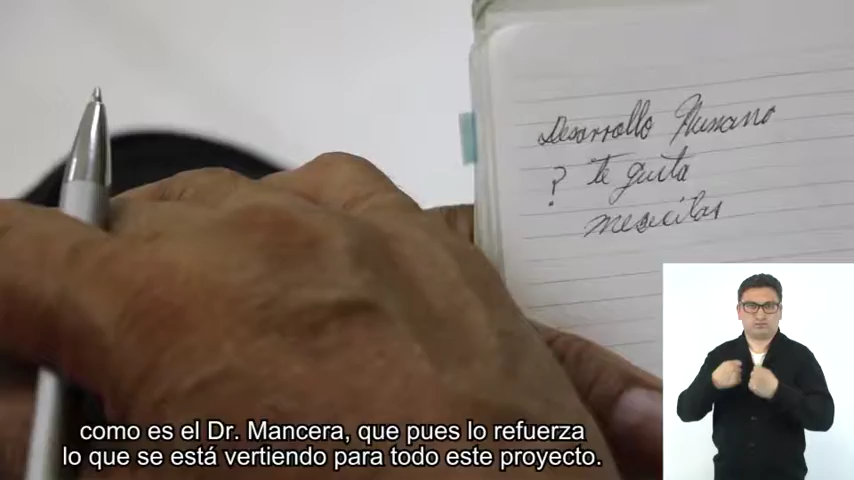 Desarrollo Humano
? te gusta
como es el Dr. Mancera, que pues lo refuerza
lo que se está vertiendo para todo este proyecto.